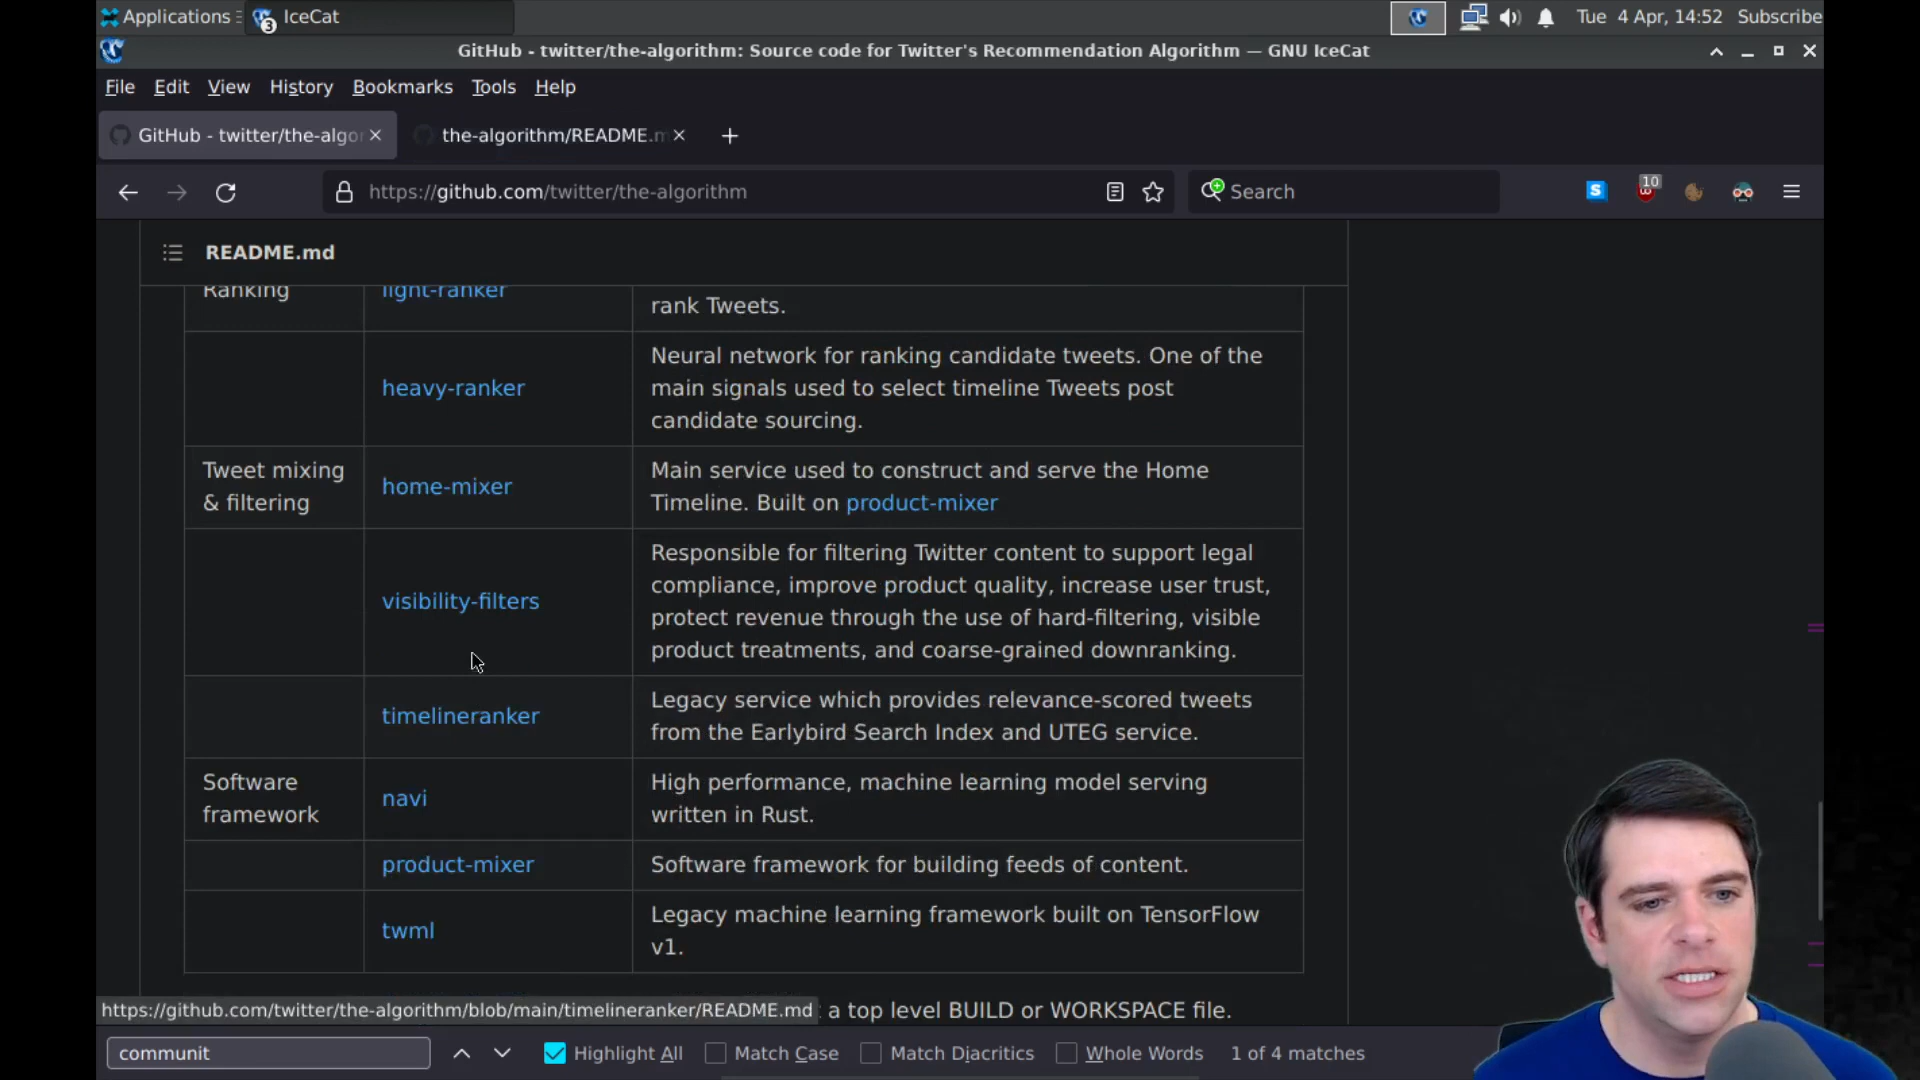 Applications
3
IceCat
Tue 4 Apr, 14:52
Subscribe
GitHub - twitter/the-algorithm: Source code for Twitter's Recommendation Algorithm — GNU IceCat
File Edit View History Bookmarks Tools Help
GitHub - twitter/the-algor
the-algorithm/README.m
https://github.com/twitter/the-algorithm
Search
S
10
README.md
Ranking
light-ranker
rank Tweets.
heavy-ranker
Neural network for ranking candidate tweets. One of the
main signals used to select timeline Tweets post
candidate sourcing.
Tweet mixing
& filtering
home-mixer
Main service used to construct and serve the Home
Timeline. Built on product-mixer
visibility-filters
Responsible for filtering Twitter content to support legal
compliance, improve product quality, increase user trust,
protect revenue through the use of hard-filtering, visible
product treatments, and coarse-grained downranking.
timelineranker
Legacy service which provides relevance-scored tweets
from the Earlybird Search Index and UTEG service.
Software
framework
navi
High performance, machine learning model serving
written in Rust.
product-mixer
Software framework for building feeds of content.
twml
Legacy machine learning framework built on TensorFlow
v1.
https://github.com/twitter/the-algorithm/blob/main/timelineranker/README.md
a top level BUILD or WORKSPACE file.
communit
Highlight All
Match Case
Match Diacritics
Whole Words
1 of 4 matches